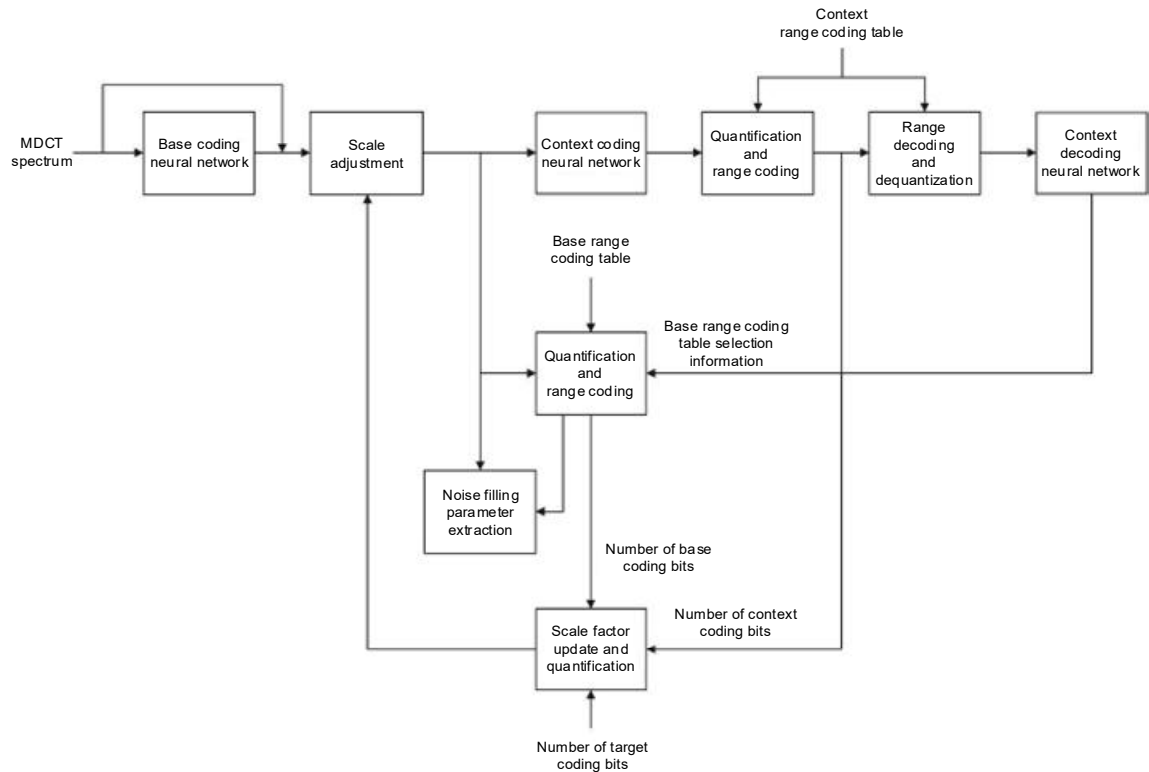 Context
range coding table
MDCT
spectrum
Base coding
neural network
Scale
adjustment
Context coding
neural network
Quantification
and
range coding
Range
decoding
and
dequantization
Context
decoding
neural network
Base range
coding table
Base range coding
table selection
information
Quantification
and
range coding
Noise filling
parameter
extraction
Number of base
coding bits
Number of context
coding bits
Scale factor
update and
quantification
Number of target
coding bits